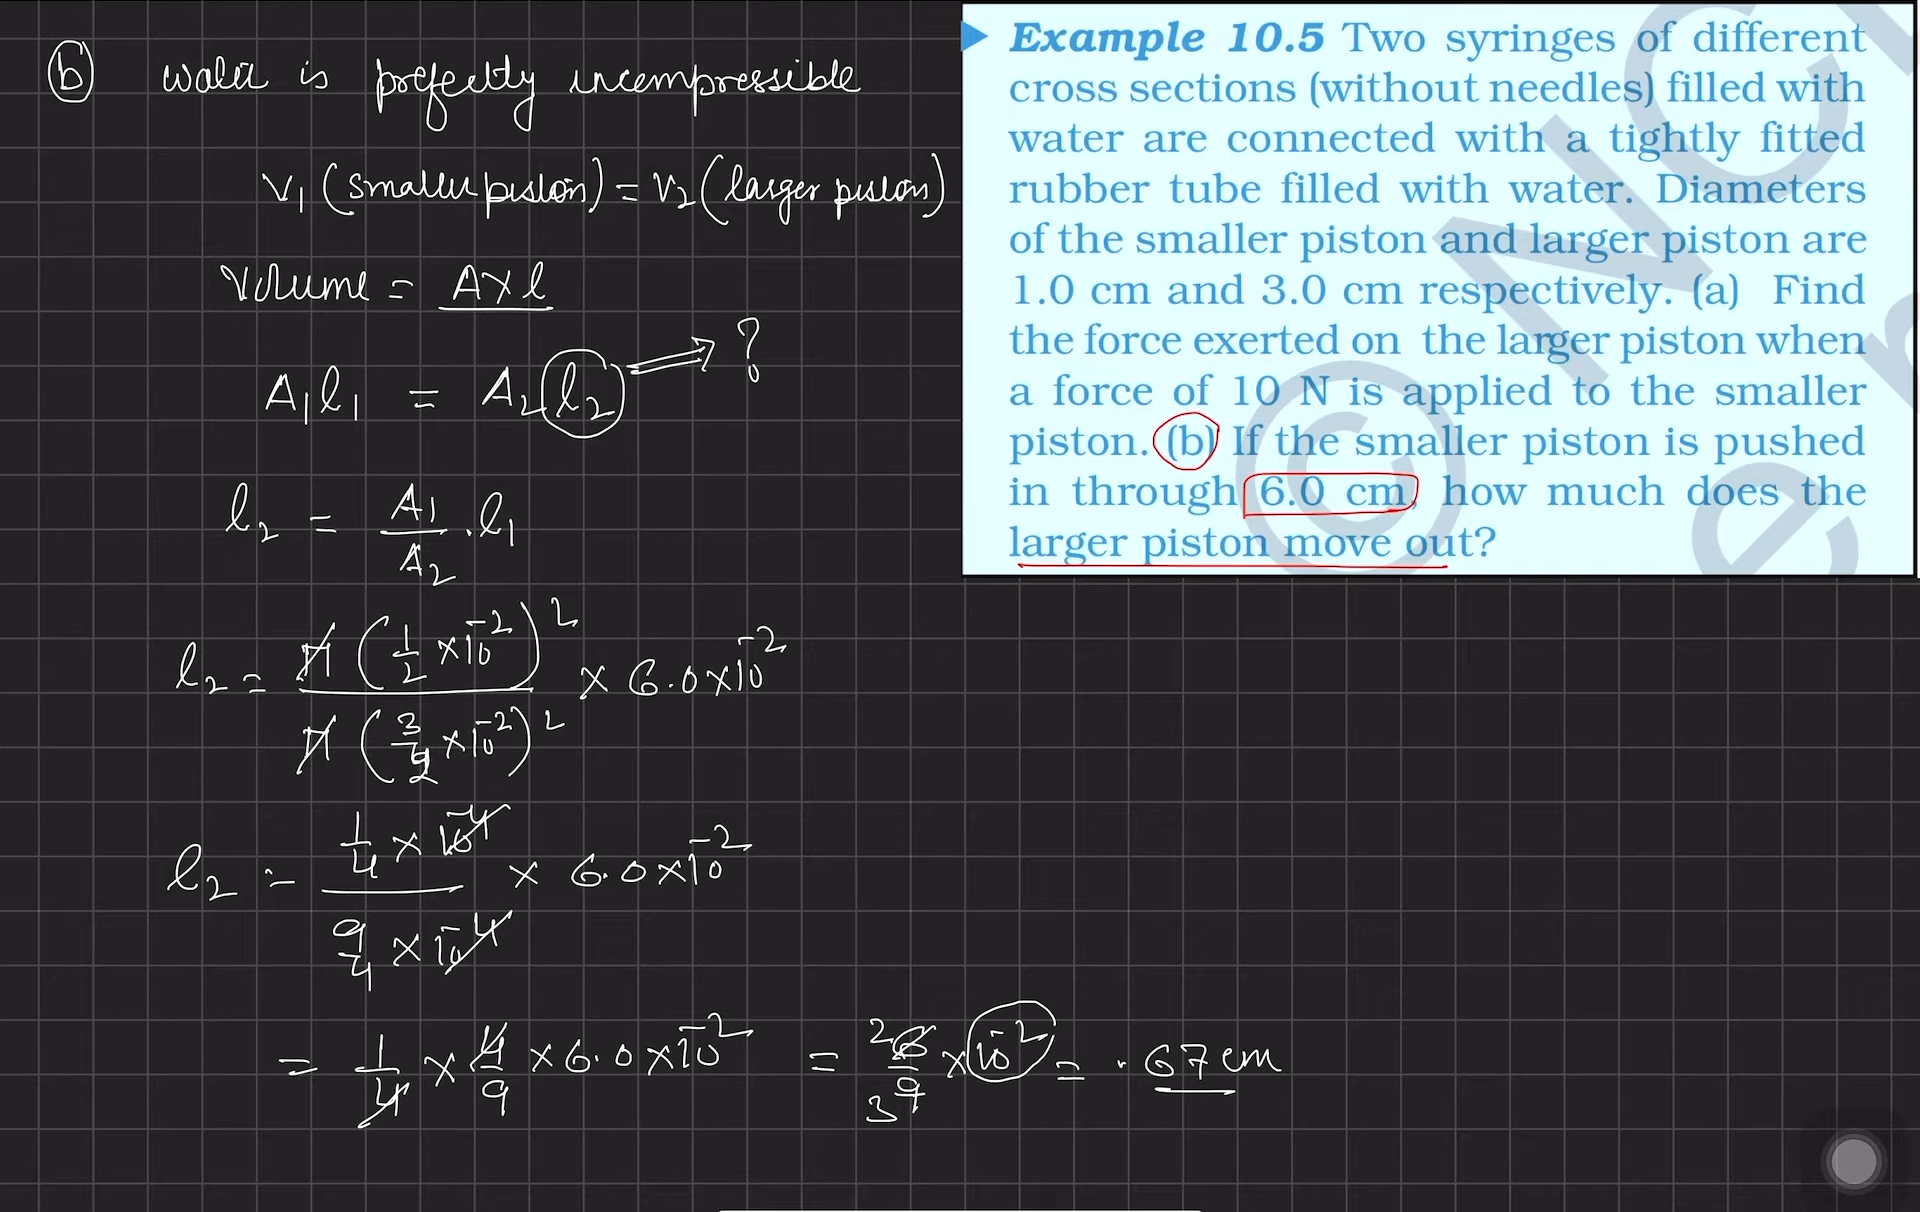 (b) water is prefectly incompressible
V₁ (smaller piston) = V₂ (larger piston)
Volume = A×l
A₁l₁ = A₂l₂ ⇒ ?
l₂ = A₁/A₂ . l₁
l₂ = π (1/2 ×10⁻²)² / π (3/2 ×10⁻²)² × 6.0×10⁻²
l₂ = 1/4 × 10⁻⁴ / 9/4 × 10⁻⁴ × 6.0×10⁻²
= 1/4 × 4/9 × 6.0×10⁻² = 2 6/3 9 ×10⁻² = .67 cm
Example 10.5 Two syringes of different
cross sections (without needles) filled with
water are connected with a tightly fitted
rubber tube filled with water. Diameters
of the smaller piston and larger piston are
1.0 cm and 3.0 cm respectively. (a) Find
the force exerted on the larger piston when
a force of 10 N is applied to the smaller
piston. (b) If the smaller piston is pushed
in through 6.0 cm, how much does the
larger piston move out?